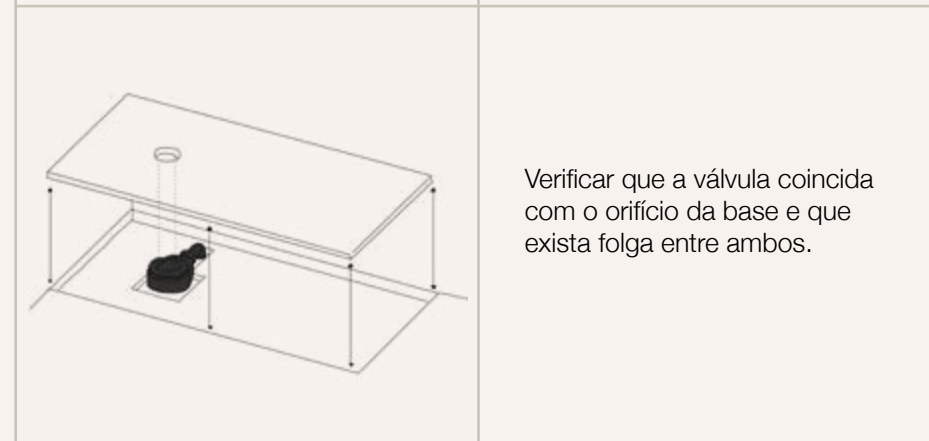 Verificar que a válvula coincida
com o orifício da base e que
exista folga entre ambos.